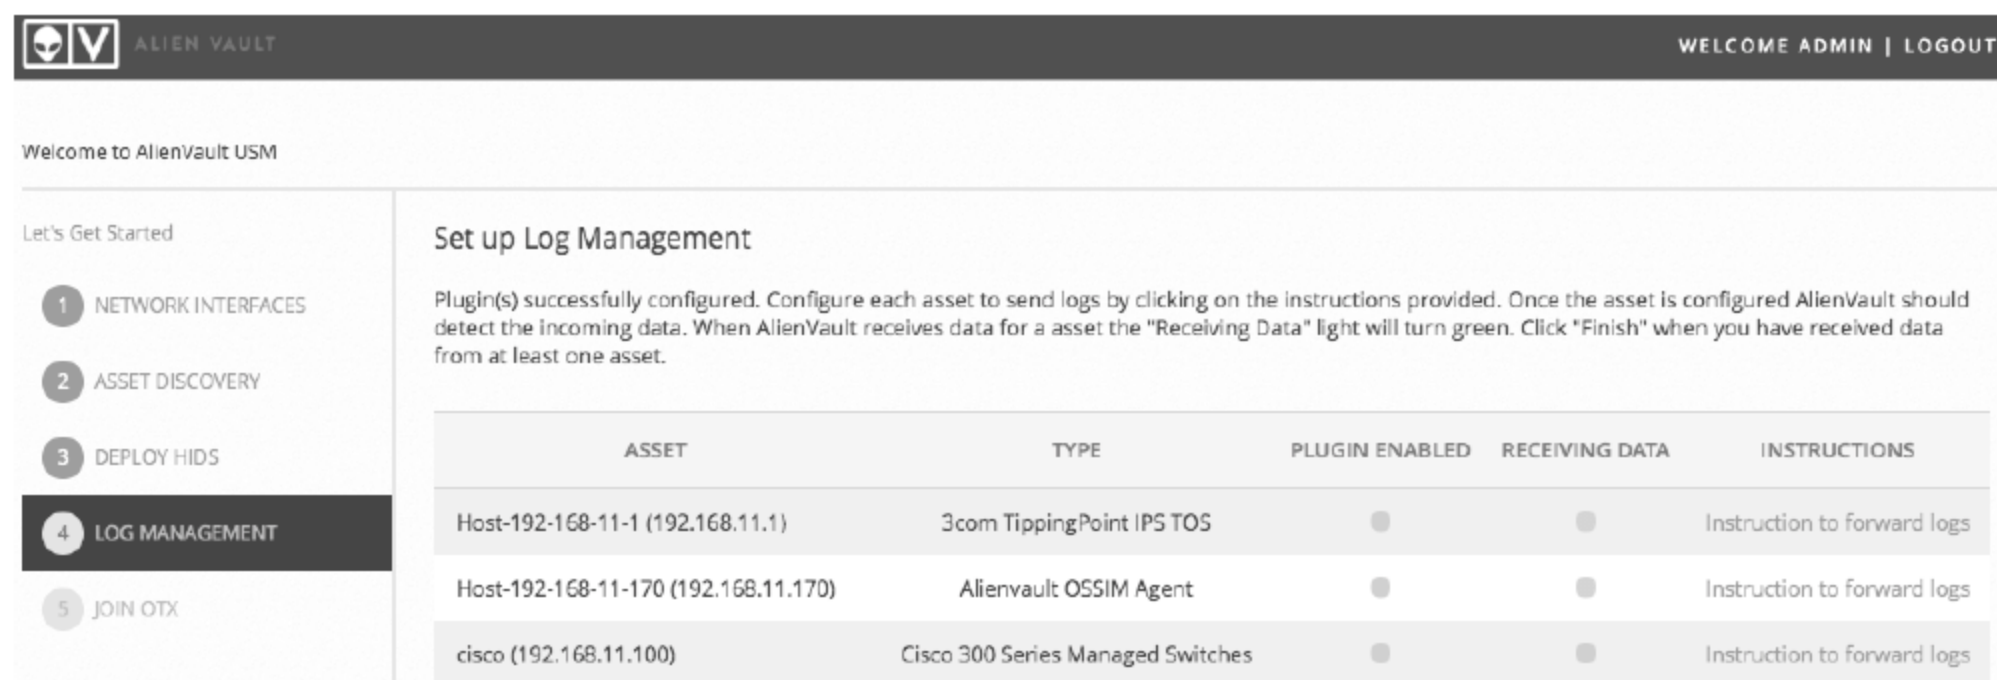 V ALIEN VAULT
WELCOME ADMIN | LOGOUT
Welcome to AlienVault USM
Let's Get Started
1 NETWORK INTERFACES
2 ASSET DISCOVERY
3 DEPLOY HIDS
4 LOG MANAGEMENT
5 JOIN OTX
Set up Log Management
Plugin(s) successfully configured. Configure each asset to send logs by clicking on the instructions provided. Once the asset is configured AlienVault should
detect the incoming data. When AlienVault receives data for a asset the "Receiving Data" light will turn green. Click "Finish" when you have received data
from at least one asset.
ASSET TYPE PLUGIN ENABLED RECEIVING DATA INSTRUCTIONS
Host-192-168-11-1 (192.168.11.1) 3com TippingPoint IPS TOS Instruction to forward logs
Host-192-168-11-170 (192.168.11.170) Alienvault OSSIM Agent Instruction to forward logs
cisco (192.168.11.100) Cisco 300 Series Managed Switches Instruction to forward logs